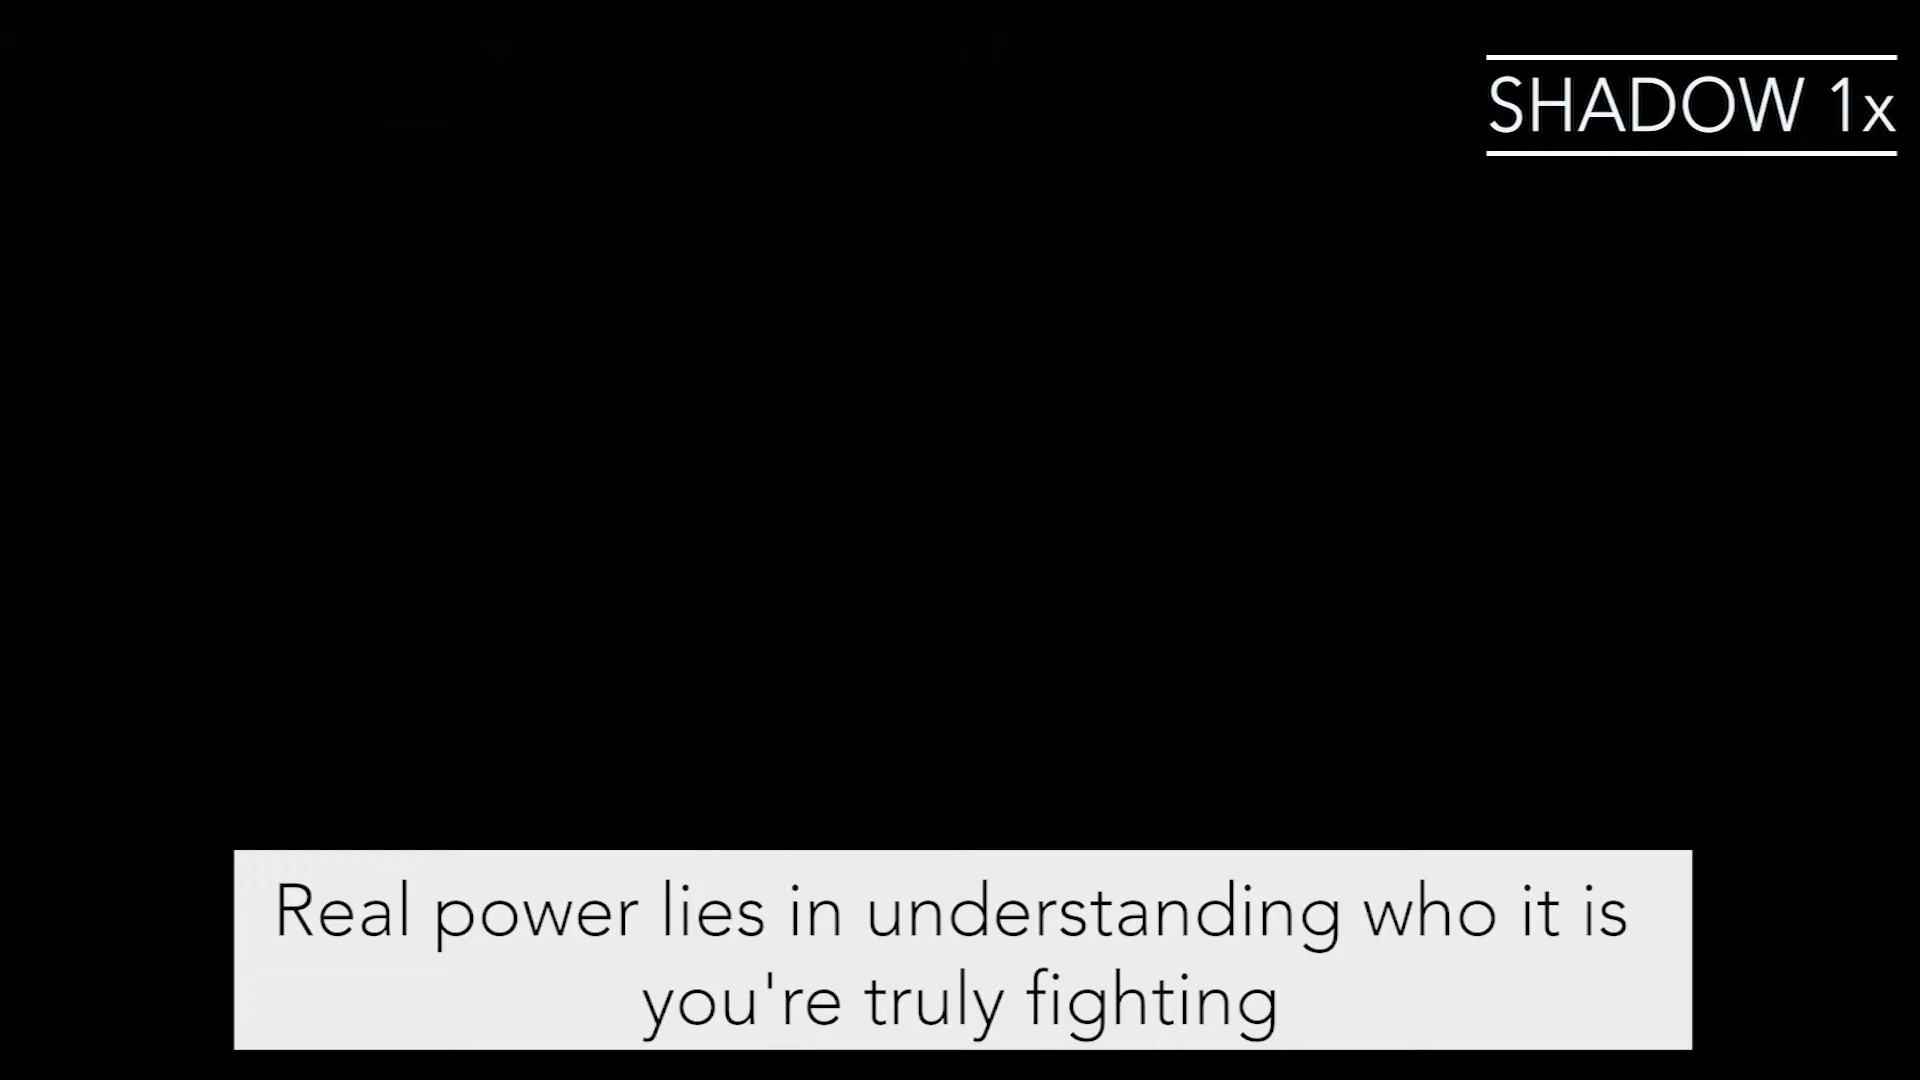 SHADOW 1x
Real power lies in understanding who it is
you're truly fighting